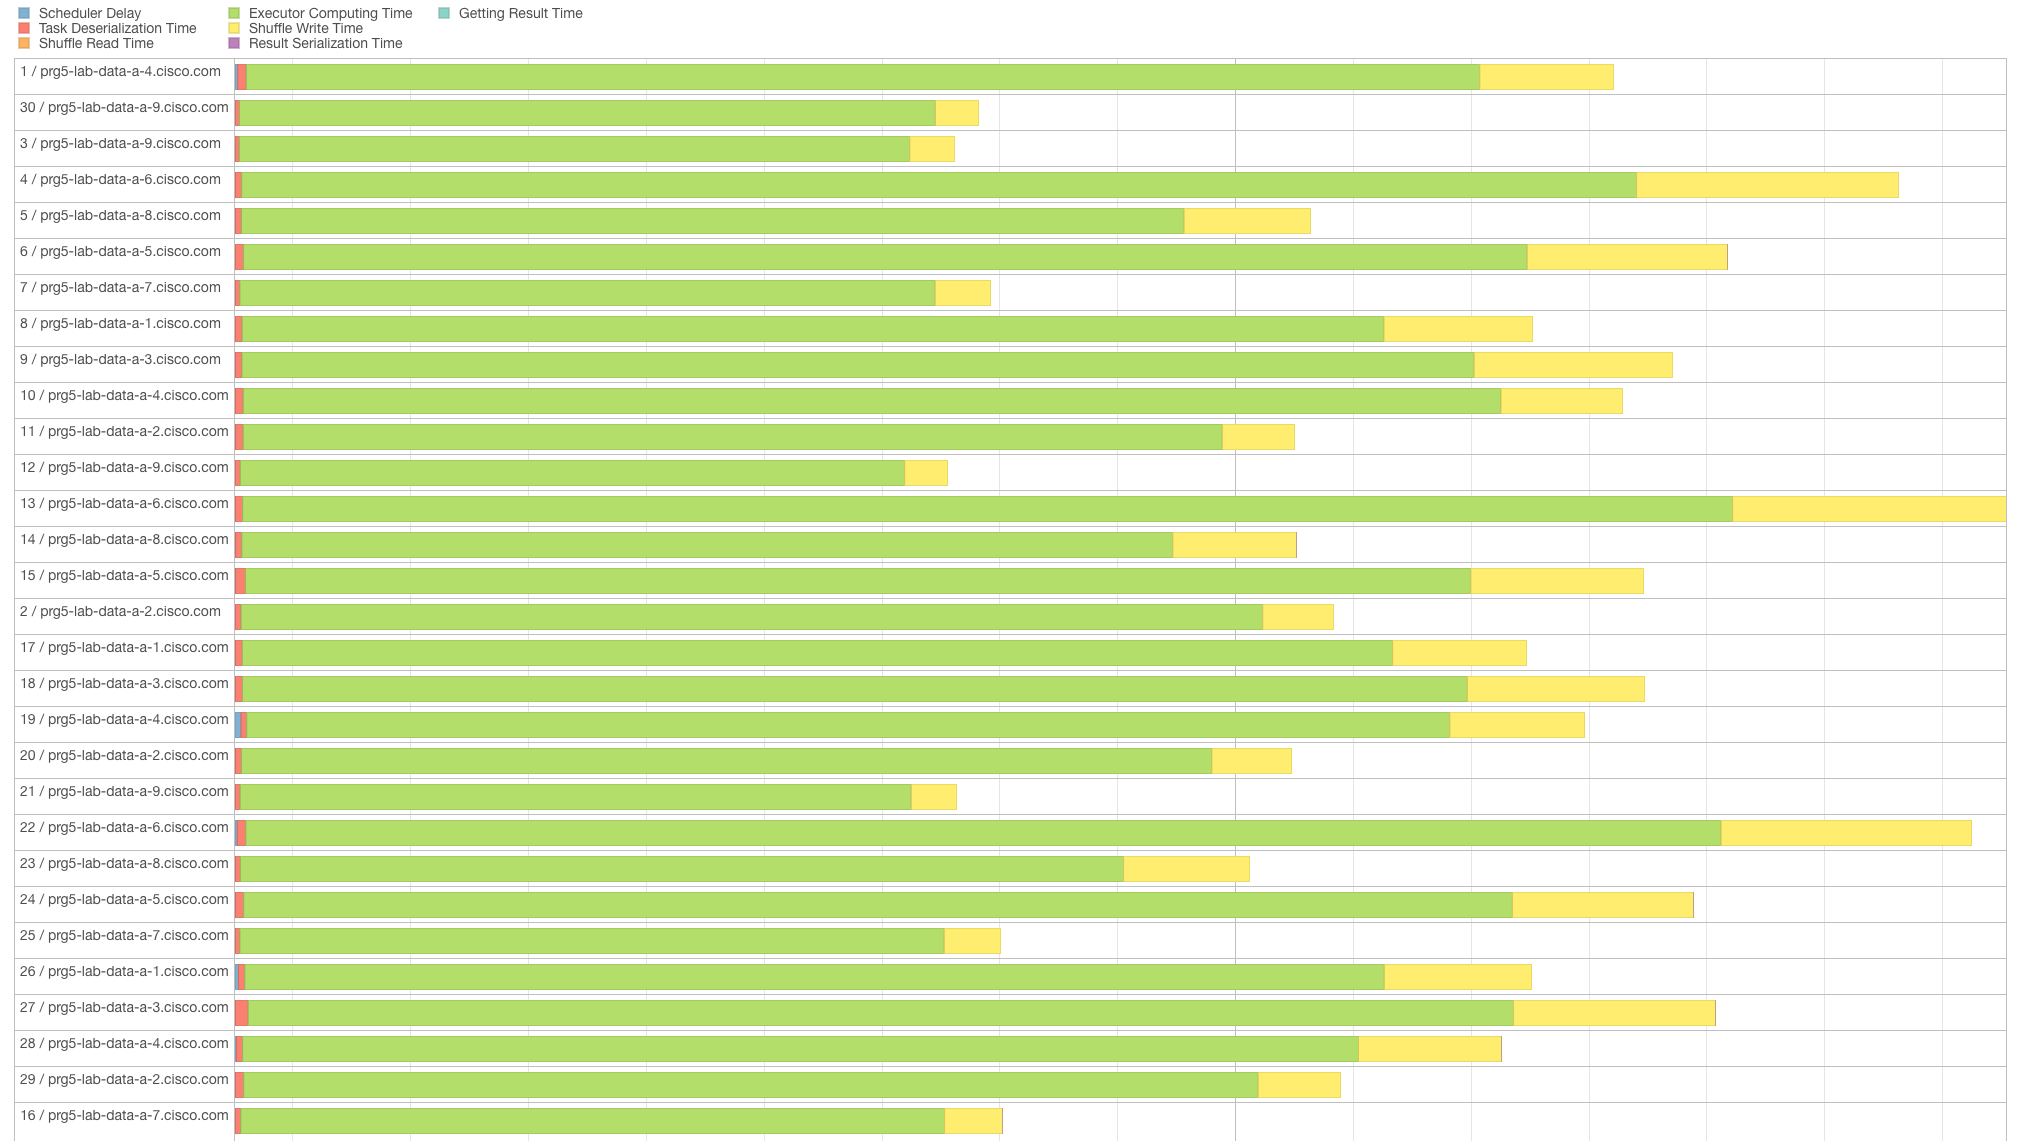 Scheduler Delay
Task Deserialization Time
Shuffle Read Time
Executor Computing Time
Shuffle Write Time
Result Serialization Time
Getting Result Time
1 / prg5-lab-data-a-4.cisco.com
30 / prg5-lab-data-a-9.cisco.com
3 / prg5-lab-data-a-9.cisco.com
4 / prg5-lab-data-a-6.cisco.com
5 / prg5-lab-data-a-8.cisco.com
6 / prg5-lab-data-a-5.cisco.com
7 / prg5-lab-data-a-7.cisco.com
8 / prg5-lab-data-a-1.cisco.com
9 / prg5-lab-data-a-3.cisco.com
10 / prg5-lab-data-a-4.cisco.com
11 / prg5-lab-data-a-2.cisco.com
12 / prg5-lab-data-a-9.cisco.com
13 / prg5-lab-data-a-6.cisco.com
14 / prg5-lab-data-a-8.cisco.com
15 / prg5-lab-data-a-5.cisco.com
2 / prg5-lab-data-a-2.cisco.com
17 / prg5-lab-data-a-1.cisco.com
18 / prg5-lab-data-a-3.cisco.com
19 / prg5-lab-data-a-4.cisco.com
20 / prg5-lab-data-a-2.cisco.com
21 / prg5-lab-data-a-9.cisco.com
22 / prg5-lab-data-a-6.cisco.com
23 / prg5-lab-data-a-8.cisco.com
24 / prg5-lab-data-a-5.cisco.com
25 / prg5-lab-data-a-7.cisco.com
26 / prg5-lab-data-a-1.cisco.com
27 / prg5-lab-data-a-3.cisco.com
28 / prg5-lab-data-a-4.cisco.com
29 / prg5-lab-data-a-2.cisco.com
16 / prg5-lab-data-a-7.cisco.com